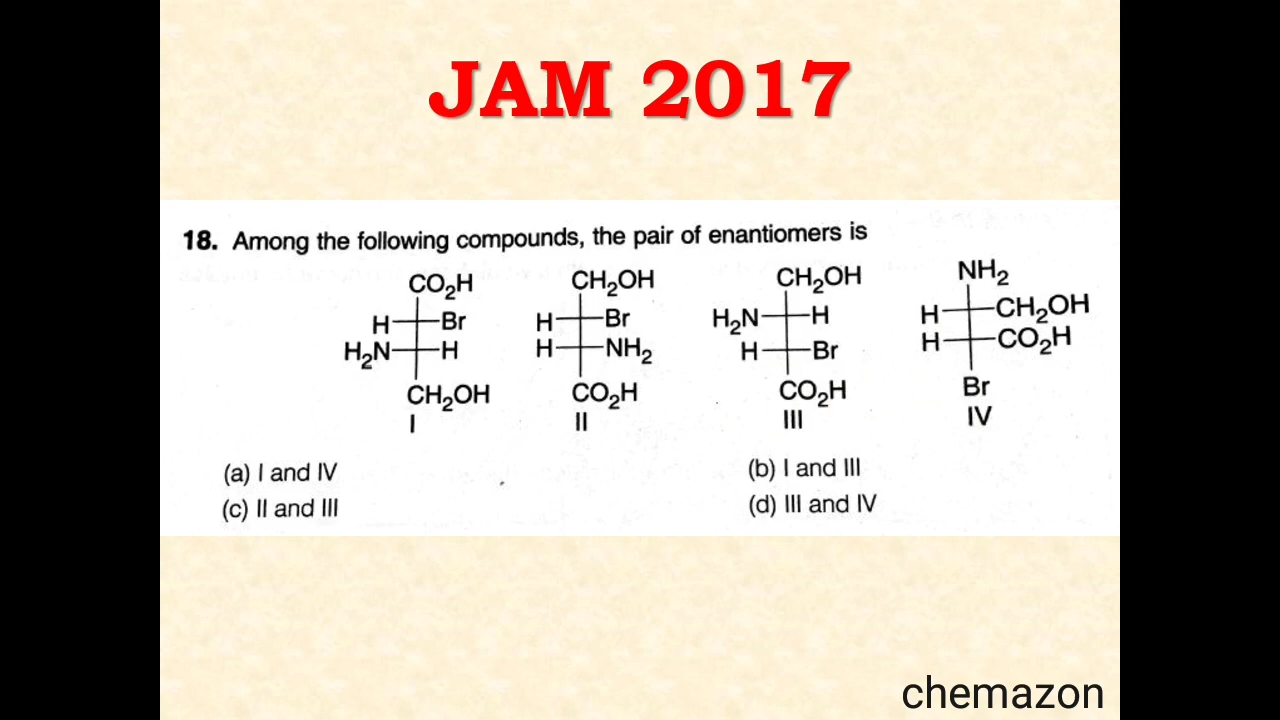 JAM 2017
18. Among the following compounds, the pair of enantiomers is
CO₂H CH₂OH CH₂OH NH₂
H Br H Br H₂N H H CH₂OH
H₂N H H NH₂ H Br H CO₂H
CH₂OH CO₂H CO₂H Br
I II III IV
(a) I and IV (b) I and III
(c) II and III (d) III and IV
chemazon